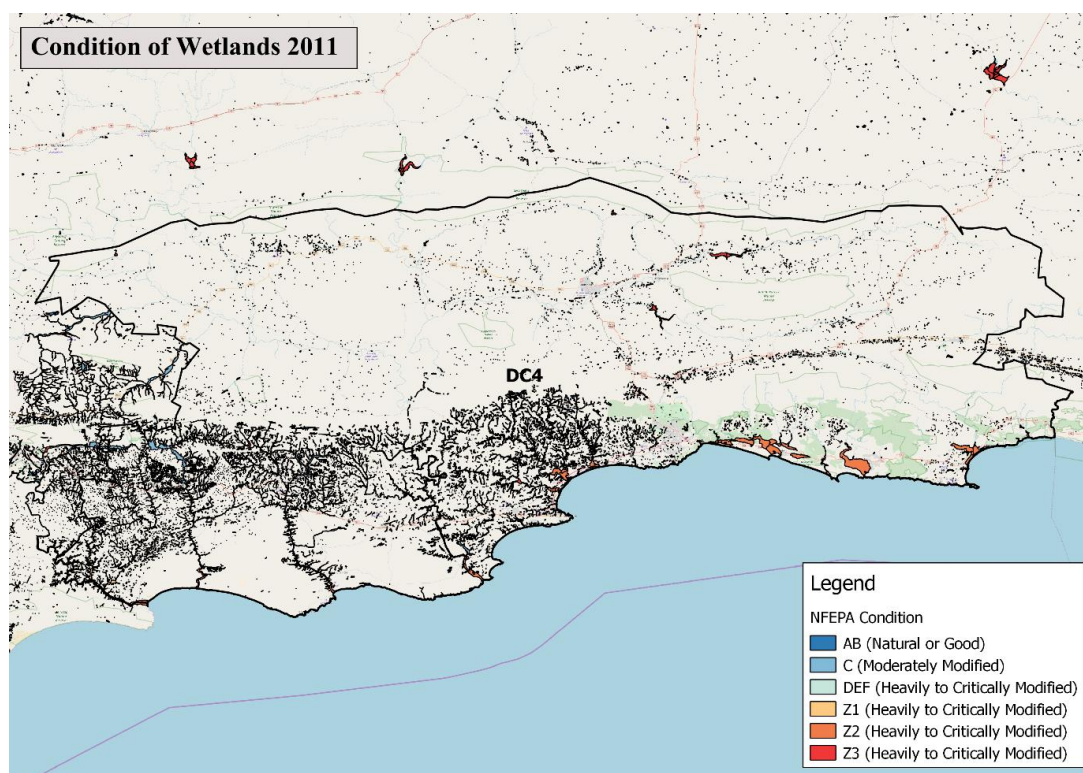 Condition of Wetlands 2011
DC4
Legend
NFEPA Condition
AB (Natural or Good)
C (Moderately Modified)
DEF (Heavily to Critically Modified)
Z1 (Heavily to Critically Modified)
Z2 (Heavily to Critically Modified)
Z3 (Heavily to Critically Modified)